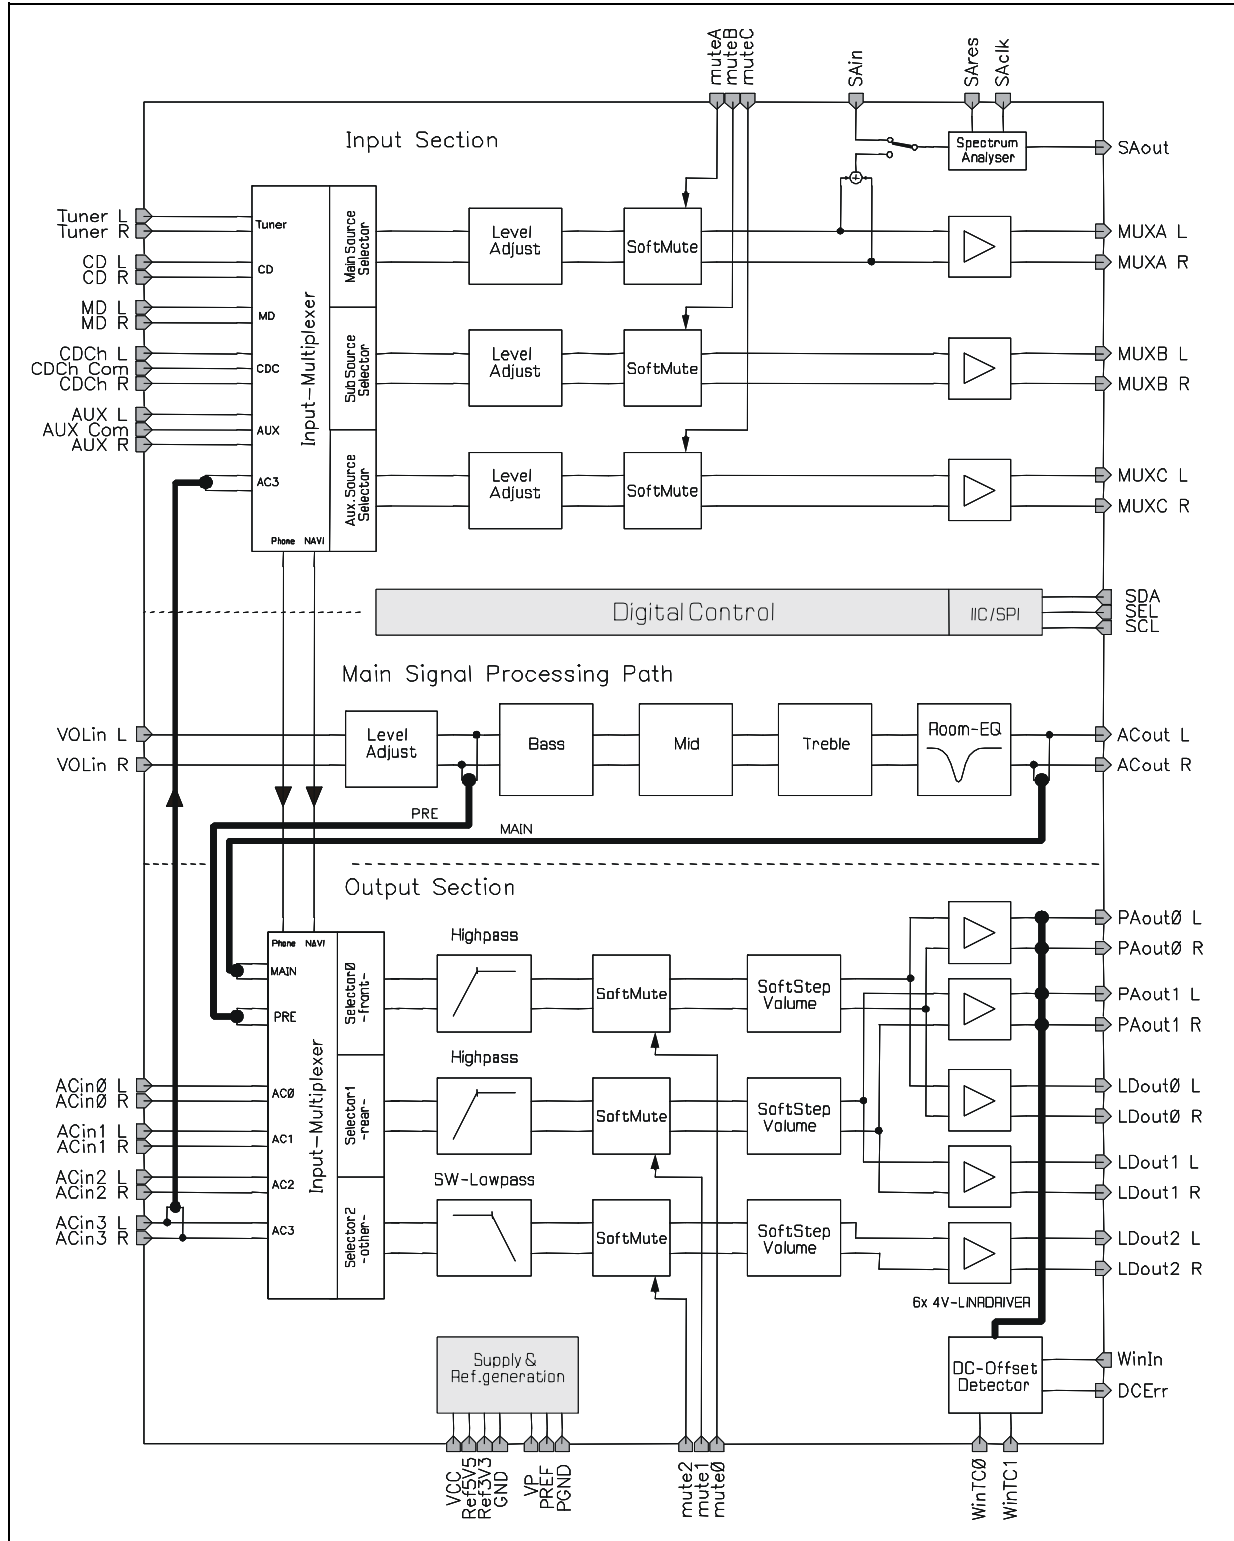 muteA
muteB
muteC
SAin
SAres
SAclk
Input Section
Spectrum
Analyser
SAout
Tuner L
Tuner R
CD L
CD R
MD L
MD R
CDCh L
CDCh Com
CDCh R
AUX L
AUX Com
AUX R
Tuner
CD
MD
CDC
AUX
AC3
Phone NAVI
Input-Multiplexer
Main Source
Selector
Sub Source
Selector
Aux. Source
Selector
Level
Adjust
SoftMute
MUXA L
MUXA R
Level
Adjust
SoftMute
MUXB L
MUXB R
Level
Adjust
SoftMute
MUXC L
MUXC R
Digital Control
IIC/SPI
SDA
SEL
SCL
Main Signal Processing Path
VOLin L
VOLin R
Level
Adjust
Bass
Mid
Treble
Room-EQ
ACout L
ACout R
PRE
MAIN
Output Section
Phone NAVI
MAIN
PRE
AC0
AC1
AC2
AC3
Input-Multiplexer
Selector0
-front-
Selector1
-rear-
Selector2
-other-
ACinØ L
ACinØ R
ACin1 L
ACin1 R
ACin2 L
ACin2 R
ACin3 L
ACin3 R
Highpass
SoftMute
SoftStep
Volume
Highpass
SoftMute
SoftStep
Volume
SW-Lowpass
SoftMute
SoftStep
Volume
PAoutØ L
PAoutØ R
PAout1 L
PAout1 R
LDoutØ L
LDoutØ R
LDout1 L
LDout1 R
LDout2 L
LDout2 R
6x 4V-LINADRIVER
Supply &
Ref.generation
DC-Offset
Detector
WinIn
DCErr
VCC
Ref5V5
Ref3V3
GND
VP
PREF
PGND
mute2
mute1
muteØ
WinTCØ
WinTC1